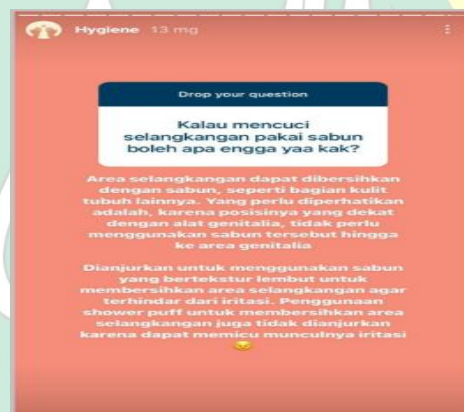 Hygiene 13 mg
Drop your question
Kalau mencuci
selangkangan pakai sabun
boleh apa engga yaa kak?
Area selangkangan dapat dibersihkan
dengan sabun, seperti bagian kulit
tubuh lainnya. Yang perlu diperhatikan
adalah, karena posisinya yang dekat
dengan alat genitalia, tidak perlu
menggunakan sabun tersebut hingga
ke area genitalia
Dianjurkan untuk menggunakan sabun
yang bertekstur lembut untuk
membersihkan area selangkangan agar
terhindar dari iritasi. Penggunaan
shower puff untuk membersihkan area
selangkangan juga tidak dianjurkan
karena dapat memicu munculnya iritasi